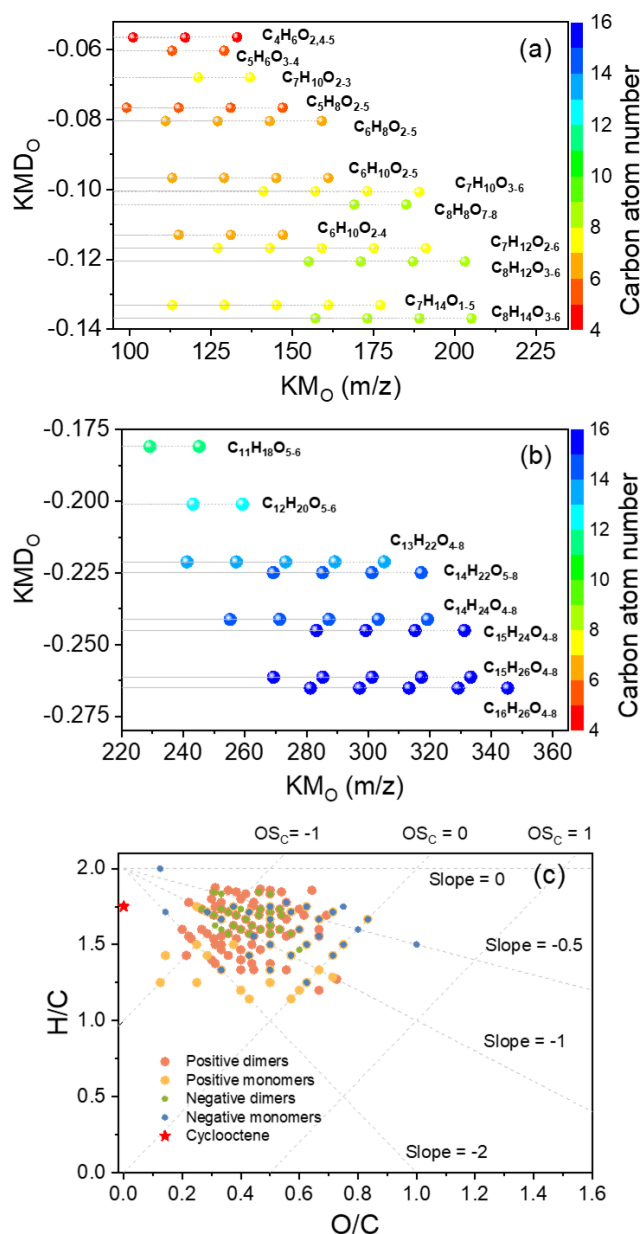 (a)
-0.06
-0.08
-0.10
-0.12
-0.14
KMD_O
C₄H₆O₂,₄₋₅
C₅H₆O₃₋₄
C₇H₁₀O₂₋₃
C₅H₈O₂₋₅
C₆H₈O₂₋₅
C₆H₁₀O₂₋₅
C₇H₁₀O₃₋₆
C₈H₈O₇₋₈
C₆H₁₀O₂₋₄
C₇H₁₂O₂₋₆
C₈H₁₂O₃₋₆
C₇H₁₄O₁₋₅
C₈H₁₄O₃₋₆
100 125 150 175 200 225
KM_O (m/z)
16
14
12
10
8
6
4
Carbon atom number
(b)
-0.175
-0.200
-0.225
-0.250
-0.275
KMD_O
C₁₁H₁₈O₅₋₆
C₁₂H₂₀O₅₋₆
C₁₃H₂₂O₄₋₈
C₁₄H₂₂O₅₋₈
C₁₄H₂₄O₄₋₈
C₁₅H₂₄O₄₋₈
C₁₅H₂₆O₄₋₈
C₁₆H₂₆O₄₋₈
220 240 260 280 300 320 340 360
KM_O (m/z)
16
14
12
10
8
6
4
Carbon atom number
OS_C= -1 OS_C = 0 OS_C = 1
(c)
2.0
1.5
1.0
0.5
0.0
H/C
Slope = 0
Slope = -0.5
Slope = -1
Slope = -2
Positive dimers
Positive monomers
Negative dimers
Negative monomers
Cyclooctene
0.0 0.2 0.4 0.6 0.8 1.0 1.2 1.4 1.6
O/C